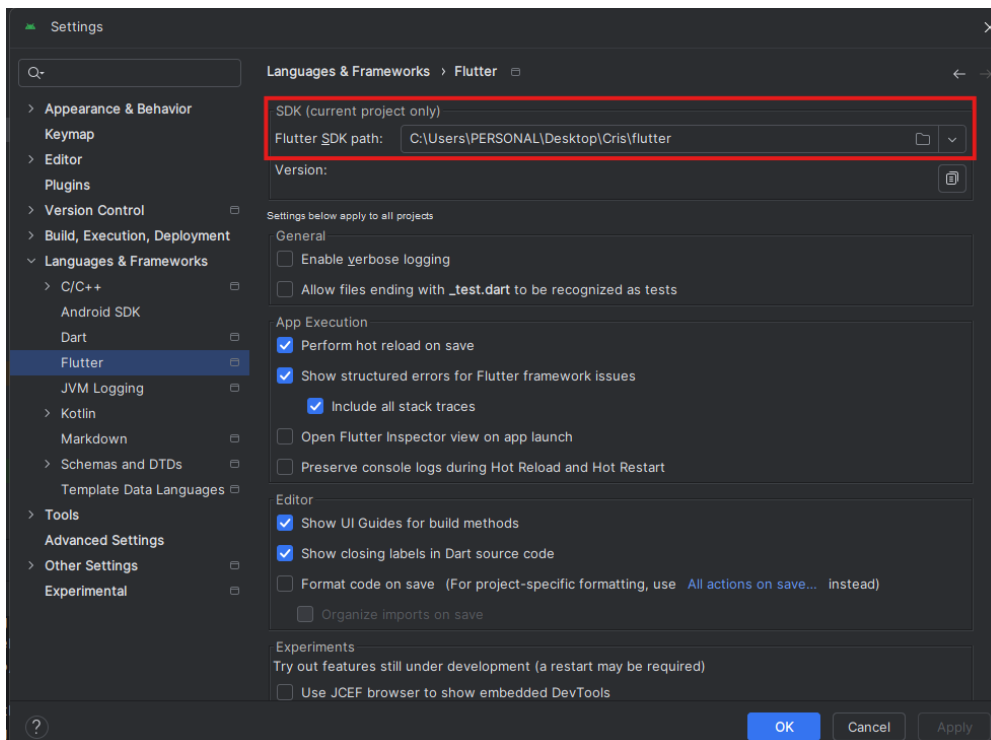 Settings
Appearance & Behavior
Keymap
Editor
Plugins
Version Control
Build, Execution, Deployment
Languages & Frameworks
C/C++
Android SDK
Dart
Flutter
JVM Logging
Kotlin
Markdown
Schemas and DTDs
Template Data Languages
Tools
Advanced Settings
Other Settings
Experimental
Languages & Frameworks › Flutter
SDK (current project only)
Flutter SDK path: C:\Users\PERSONAL\Desktop\Cris\flutter
Version:
Settings below apply to all projects
General
Enable verbose logging
Allow files ending with _test.dart to be recognized as tests
App Execution
Perform hot reload on save
Show structured errors for Flutter framework issues
Include all stack traces
Open Flutter Inspector view on app launch
Preserve console logs during Hot Reload and Hot Restart
Editor
Show UI Guides for build methods
Show closing labels in Dart source code
Format code on save (For project-specific formatting, use All actions on save... instead)
Organize imports on save
Experiments
Try out features still under development (a restart may be required)
Use JCEF browser to show embedded DevTools
?
OK Cancel Apply